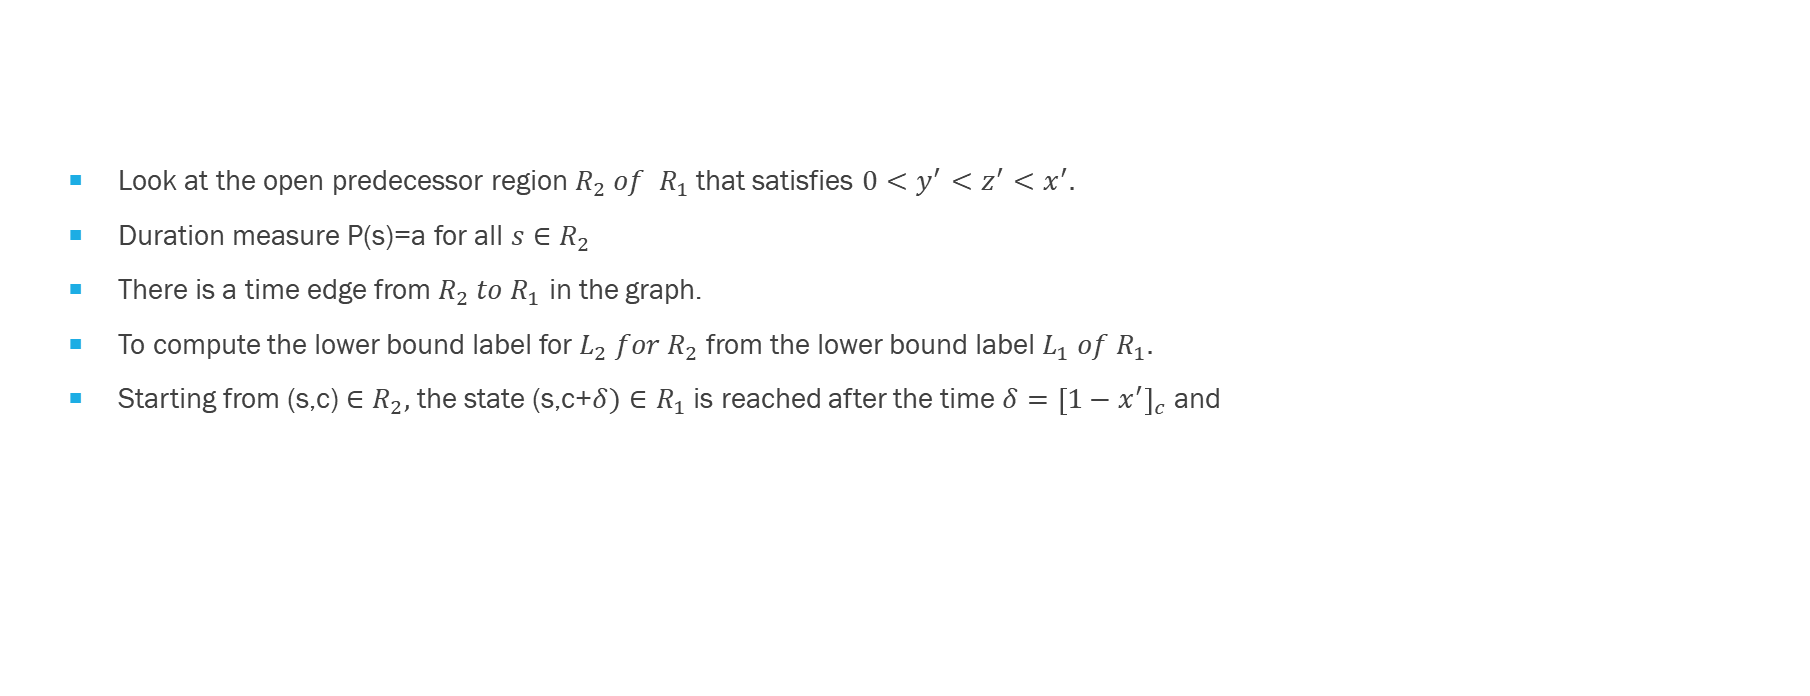 ▪ Look at the open predecessor region R₂ of R₁ that satisfies 0 < y′ < z′ < x′.
▪ Duration measure P(s)=a for all s ∈ R₂
▪ There is a time edge from R₂ to R₁ in the graph.
▪ To compute the lower bound label for L₂ for R₂ from the lower bound label L₁ of R₁.
▪ Starting from (s,c) ∈ R₂, the state (s,c+δ) ∈ R₁ is reached after the time δ = [1 − x′]꜀ and